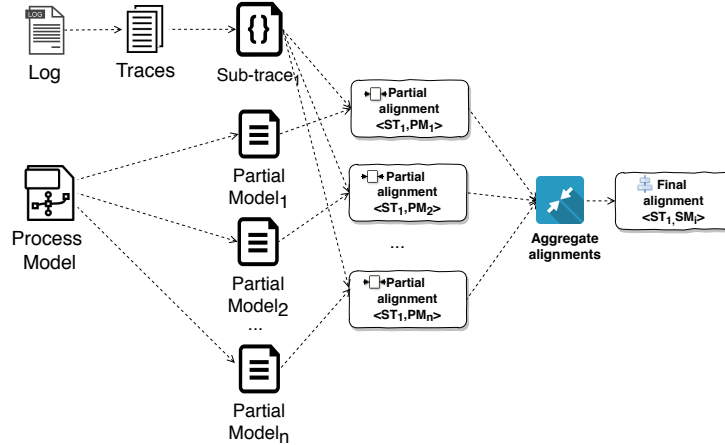 LOG
Log
Traces
Sub-trace₁
Partial
Model₁
Process
Model
Partial
Model₂
...
Partial
Modelₙ
Partial
alignment
<ST₁,PM₁>
Partial
alignment
<ST₁,PM₂>
...
Partial
alignment
<ST₁,PMₙ>
Aggregate
alignments
Final
alignment
<ST₁,SMᵢ>